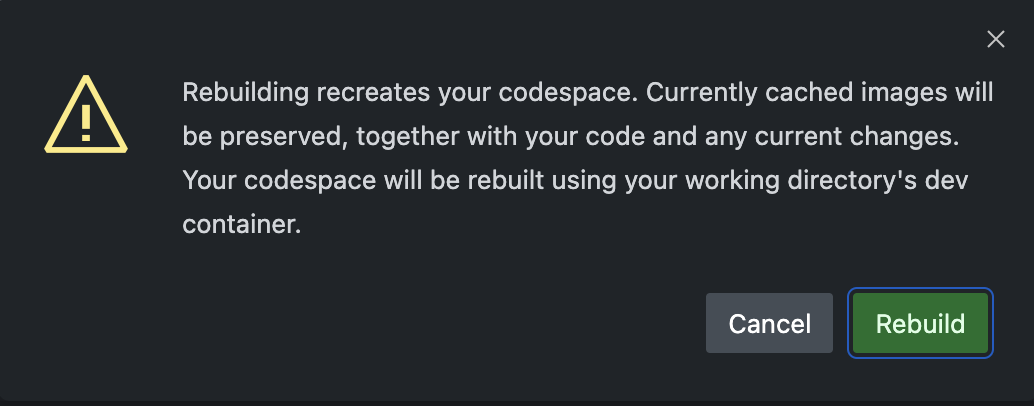 Rebuilding recreates your codespace. Currently cached images will
be preserved, together with your code and any current changes.
Your codespace will be rebuilt using your working directory's dev
container.
Cancel
Rebuild